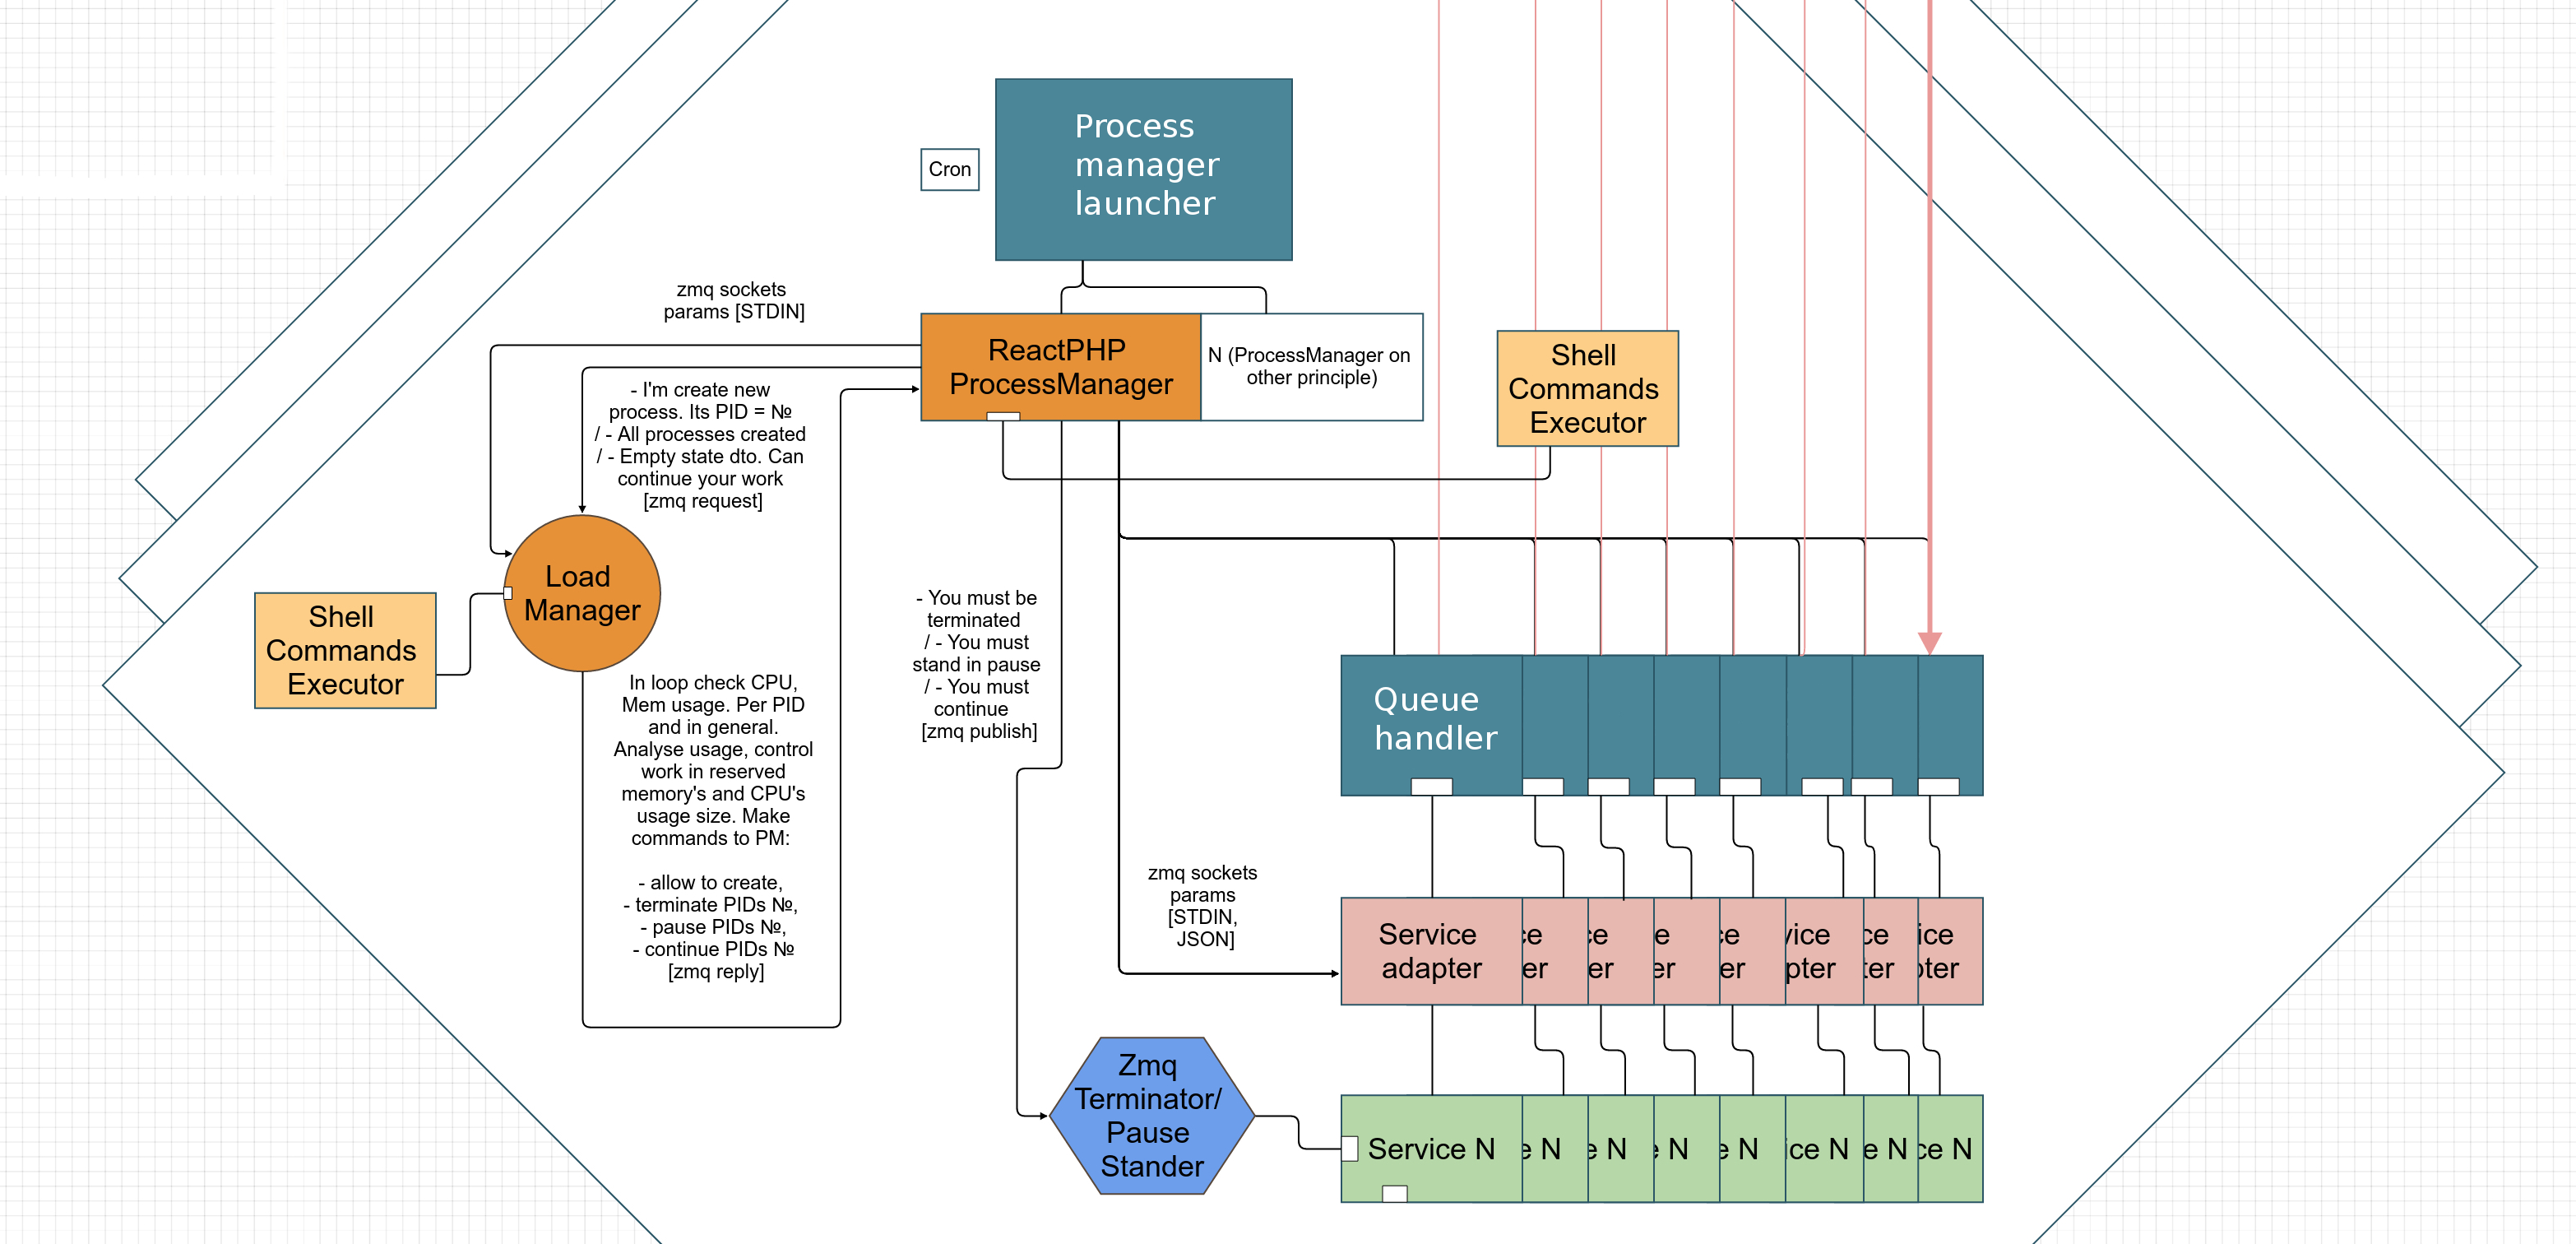 Process
manager
launcher
Cron
zmq sockets
params [STDIN]
ReactPHP
ProcessManager
N (ProcessManager on
other principle)
Shell
Commands
Executor
- I'm create new
process. Its PID = №
/ - All processes created
/ - Empty state dto. Can
continue your work
[zmq request]
Load
Manager
Shell
Commands
Executor
In loop check CPU,
Mem usage. Per PID
and in general.
Analyse usage, control
work in reserved
memory's and CPU's
usage size. Make
commands to PM:
- allow to create,
- terminate PIDs №,
- pause PIDs №,
- continue PIDs №
[zmq reply]
- You must be
terminated
/ - You must
stand in pause
/ - You must
continue
[zmq publish]
Queue
handler
zmq sockets
params
[STDIN,
JSON]
Service
adapter
ce ce e ce vice ce ice
er er er er pter ter pter
Zmq
Terminator/
Pause
Stander
Service N e N e N e N e N ice N e N ce N